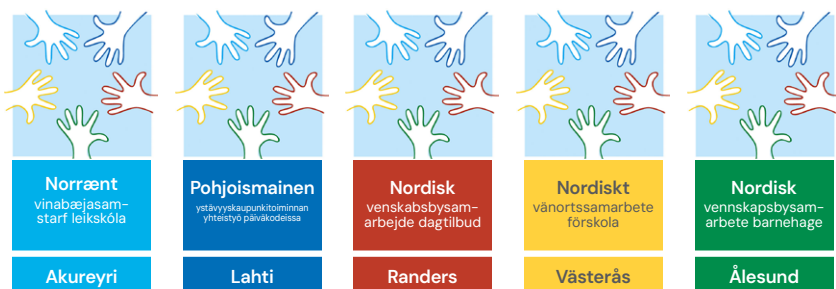 Norrænt
vinabæjasam-
starf leikskóla
Akureyri
Pohjoismainen
ystävyyskaupunkitoiminnan
yhteistyö päiväkodeissa
Lahti
Nordisk
venskabsbysam-
arbejde dagtilbud
Randers
Nordiskt
vänortssamarbete
förskola
Västerås
Nordisk
vennskapsbysam-
arbete barnehage
Ålesund